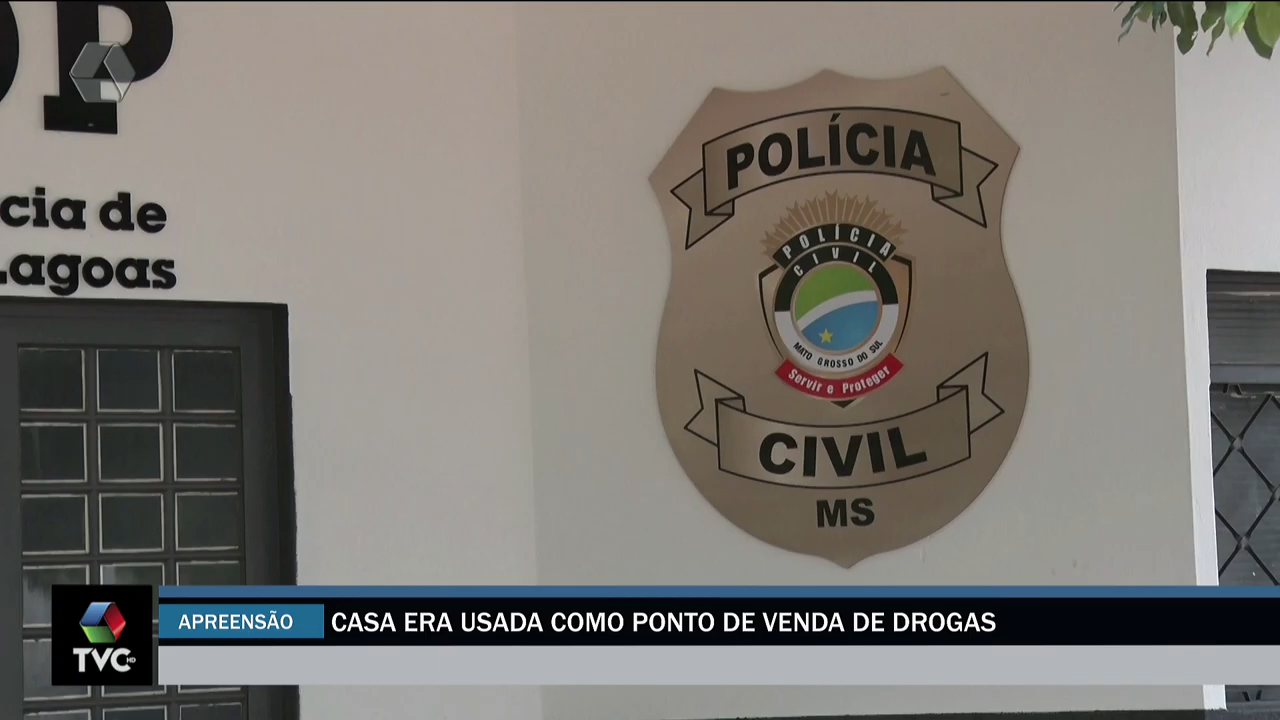 P
cia de
Lagoas
POLÍCIA
POLÍCIA
CIVIL
MATO GROSSO DO SUL
Servir e Proteger
CIVIL
MS
APREENSÃO
CASA ERA USADA COMO PONTO DE VENDA DE DROGAS
TVC HD